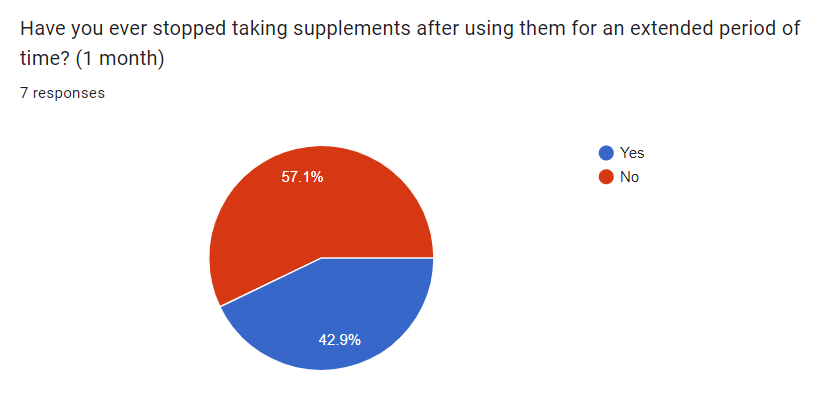 Have you ever stopped taking supplements after using them for an extended period of
time? (1 month)
7 responses
Yes
No
57.1%
42.9%